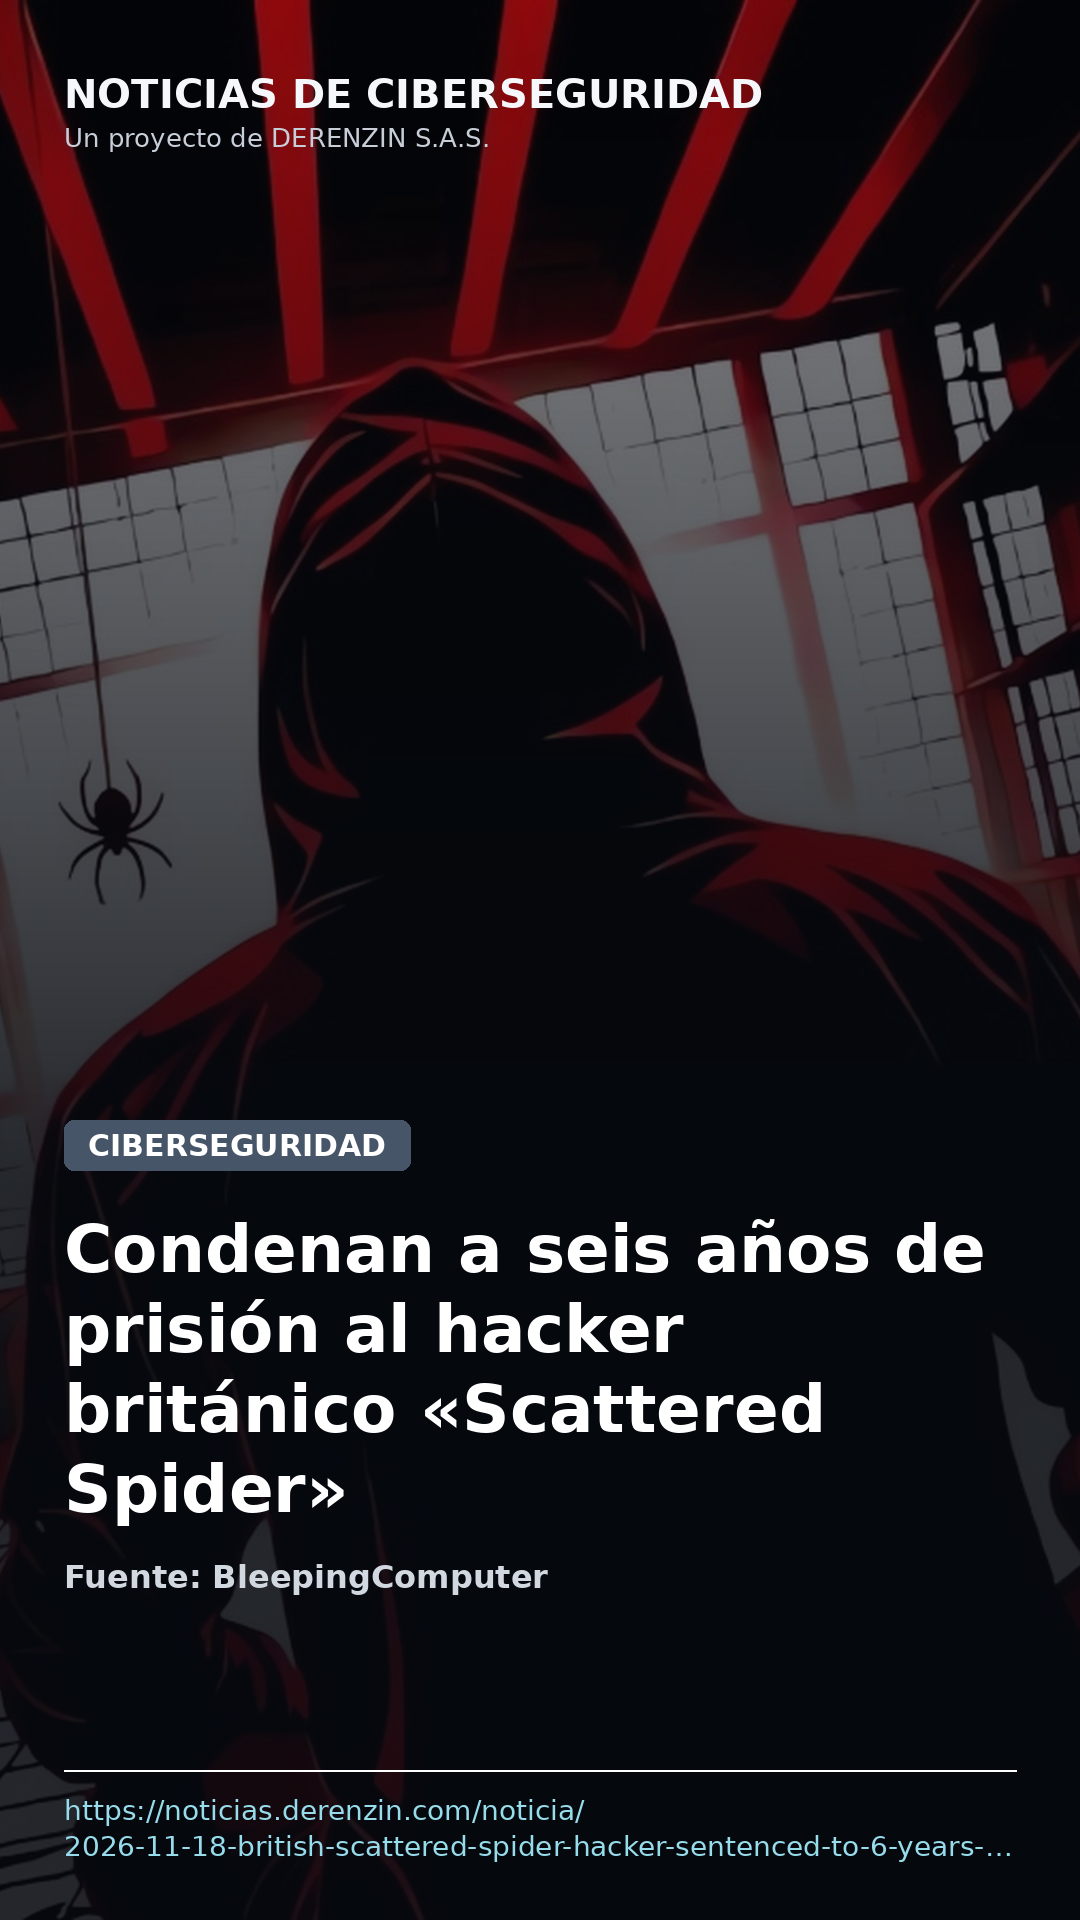 NOTICIAS DE CIBERSEGURIDAD
Un proyecto de DERENZIN S.A.S.
CIBERSEGURIDAD
Condenan a seis años de
prisión al hacker
británico «Scattered
Spider»
Fuente: BleepingComputer
https://noticias.derenzin.com/noticia/
2026-11-18-british-scattered-spider-hacker-sentenced-to-6-years-...